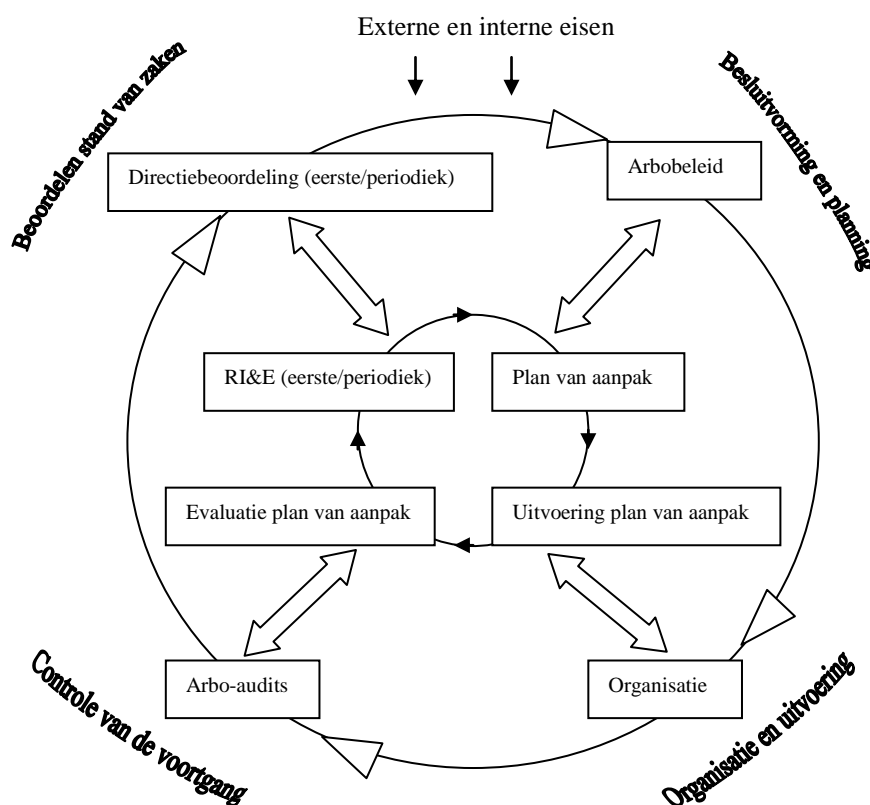 Externe en interne eisen
Beoordelen stand van zaken
Besluitvorming en planning
Directiebeoordeling (eerste/periodiek)
Arbobeleid
RI&E (eerste/periodiek)
Plan van aanpak
Evaluatie plan van aanpak
Uitvoering plan van aanpak
Arbo-audits
Organisatie
Controle van de voortgang
Organisatie en uitvoering